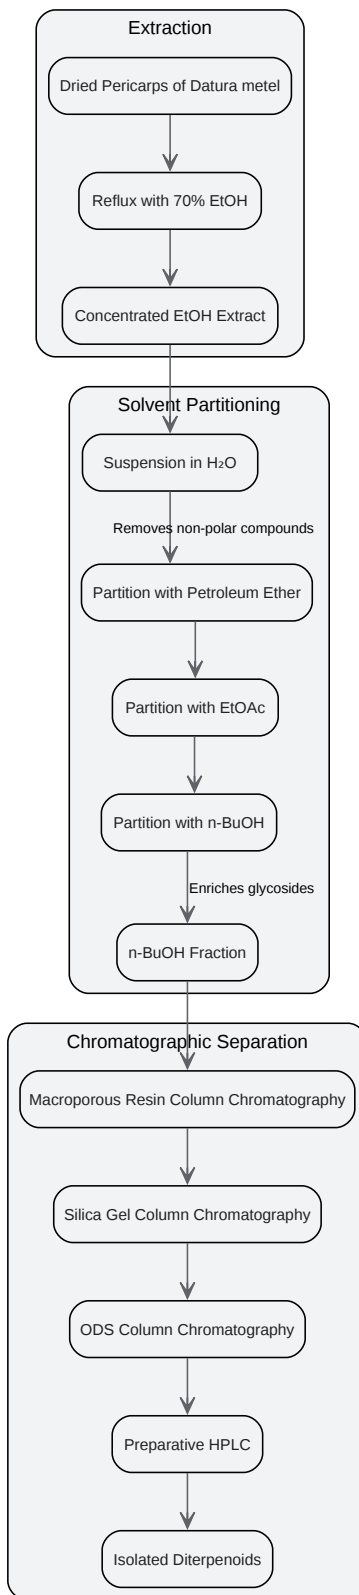 Extraction
Dried Pericarps of Datura metel
Reflux with 70% EtOH
Concentrated EtOH Extract
Solvent Partitioning
Suspension in H₂O
Removes non-polar compounds
Partition with Petroleum Ether
Partition with EtOAc
Partition with n-BuOH
Enriches glycosides
n-BuOH Fraction
Chromatographic Separation
Macroporous Resin Column Chromatography
Silica Gel Column Chromatography
ODS Column Chromatography
Preparative HPLC
Isolated Diterpenoids